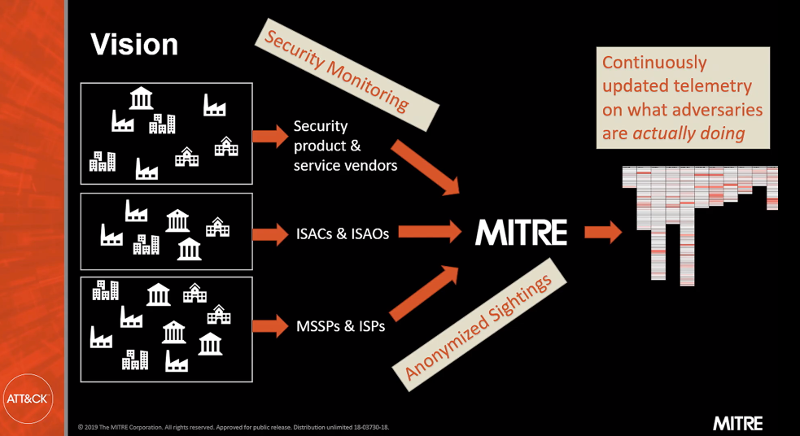 Vision
Security Monitoring
Continuously
updated telemetry
on what adversaries
are actually doing
Security
product &
service vendors
ISACs & ISAOs
MITRE
MSSPs & ISPs
Anonymized Sightings
ATT&CK
© 2019 The MITRE Corporation. All rights reserved. Approved for public release. Distribution unlimited 18-03730-18.
MITRE